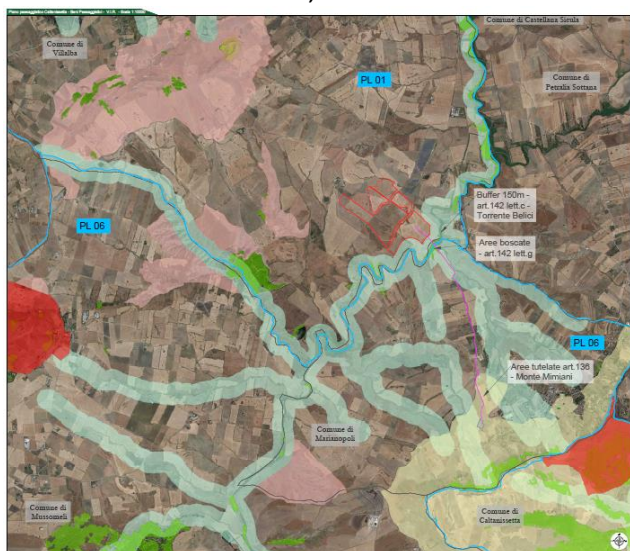 Comune di Castellana Sicula
Comune di
Villalba
PL 01
Comune di
Petralia Sottana
Buffer 150m -
art.142 lett.c -
Torrente Belici
PL 06
Aree boscate
- art.142 lett.g
PL 06
Aree tutelate art.136
- Monte Mimiani
Comune di
Marianopoli
Comune di
Mussomeli
Comune di
Caltanissetta